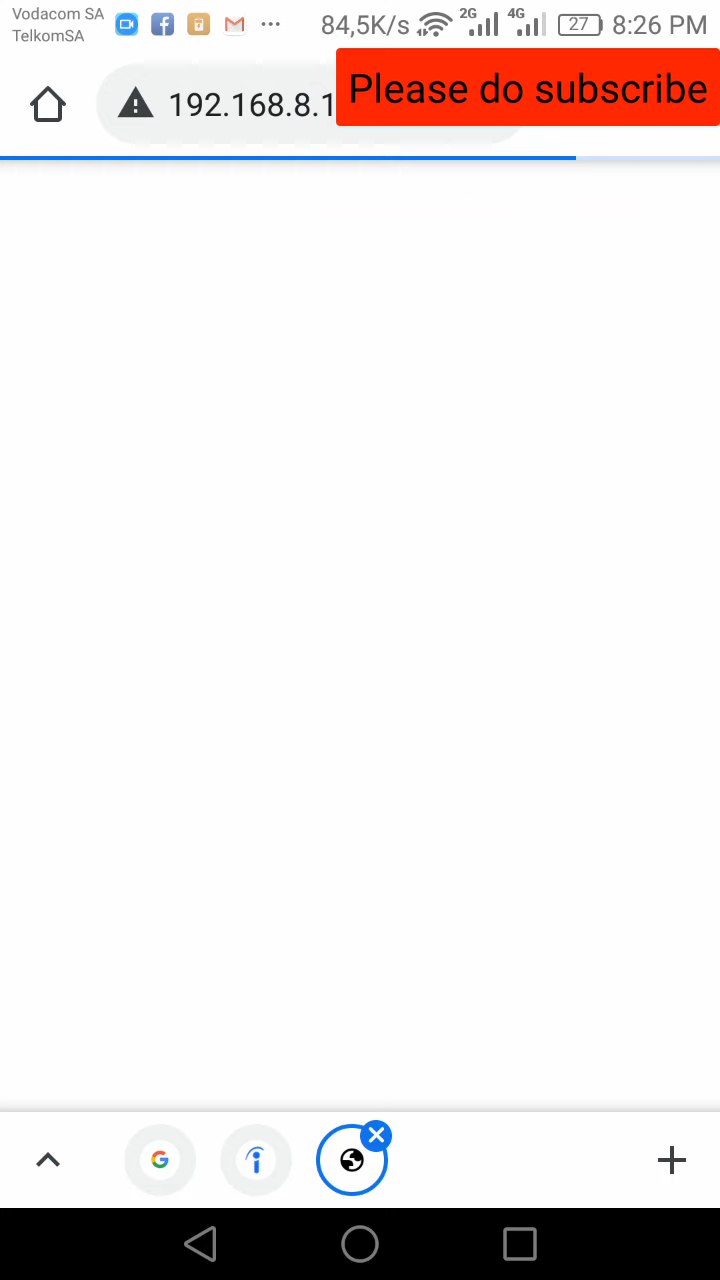 Vodacom SA
TelkomSA
84,5K/s 2G 4G 27 8:26 PM
192.168.8.1
Please do subscribe